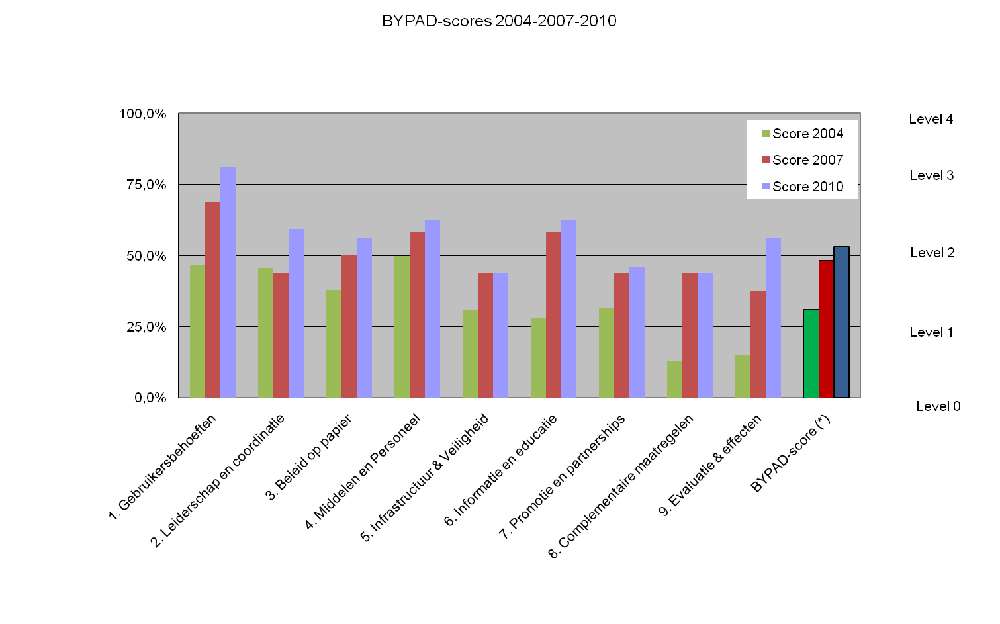 BYPAD-scores 2004-2007-2010
100,0%
75,0%
50,0%
25,0%
0,0%
Level 4
Level 3
Level 2
Level 1
Level 0
Score 2004
Score 2007
Score 2010
1. Gebruikersbehoeften
2. Leiderschap en coordinatie
3. Beleid op papier
4. Middelen en Personeel
5. Infrastructuur & Veiligheid
6. Informatie en educatie
7. Promotie en partnerships
8. Complementaire maatregelen
9. Evaluatie & effecten
BYPAD-score (*)